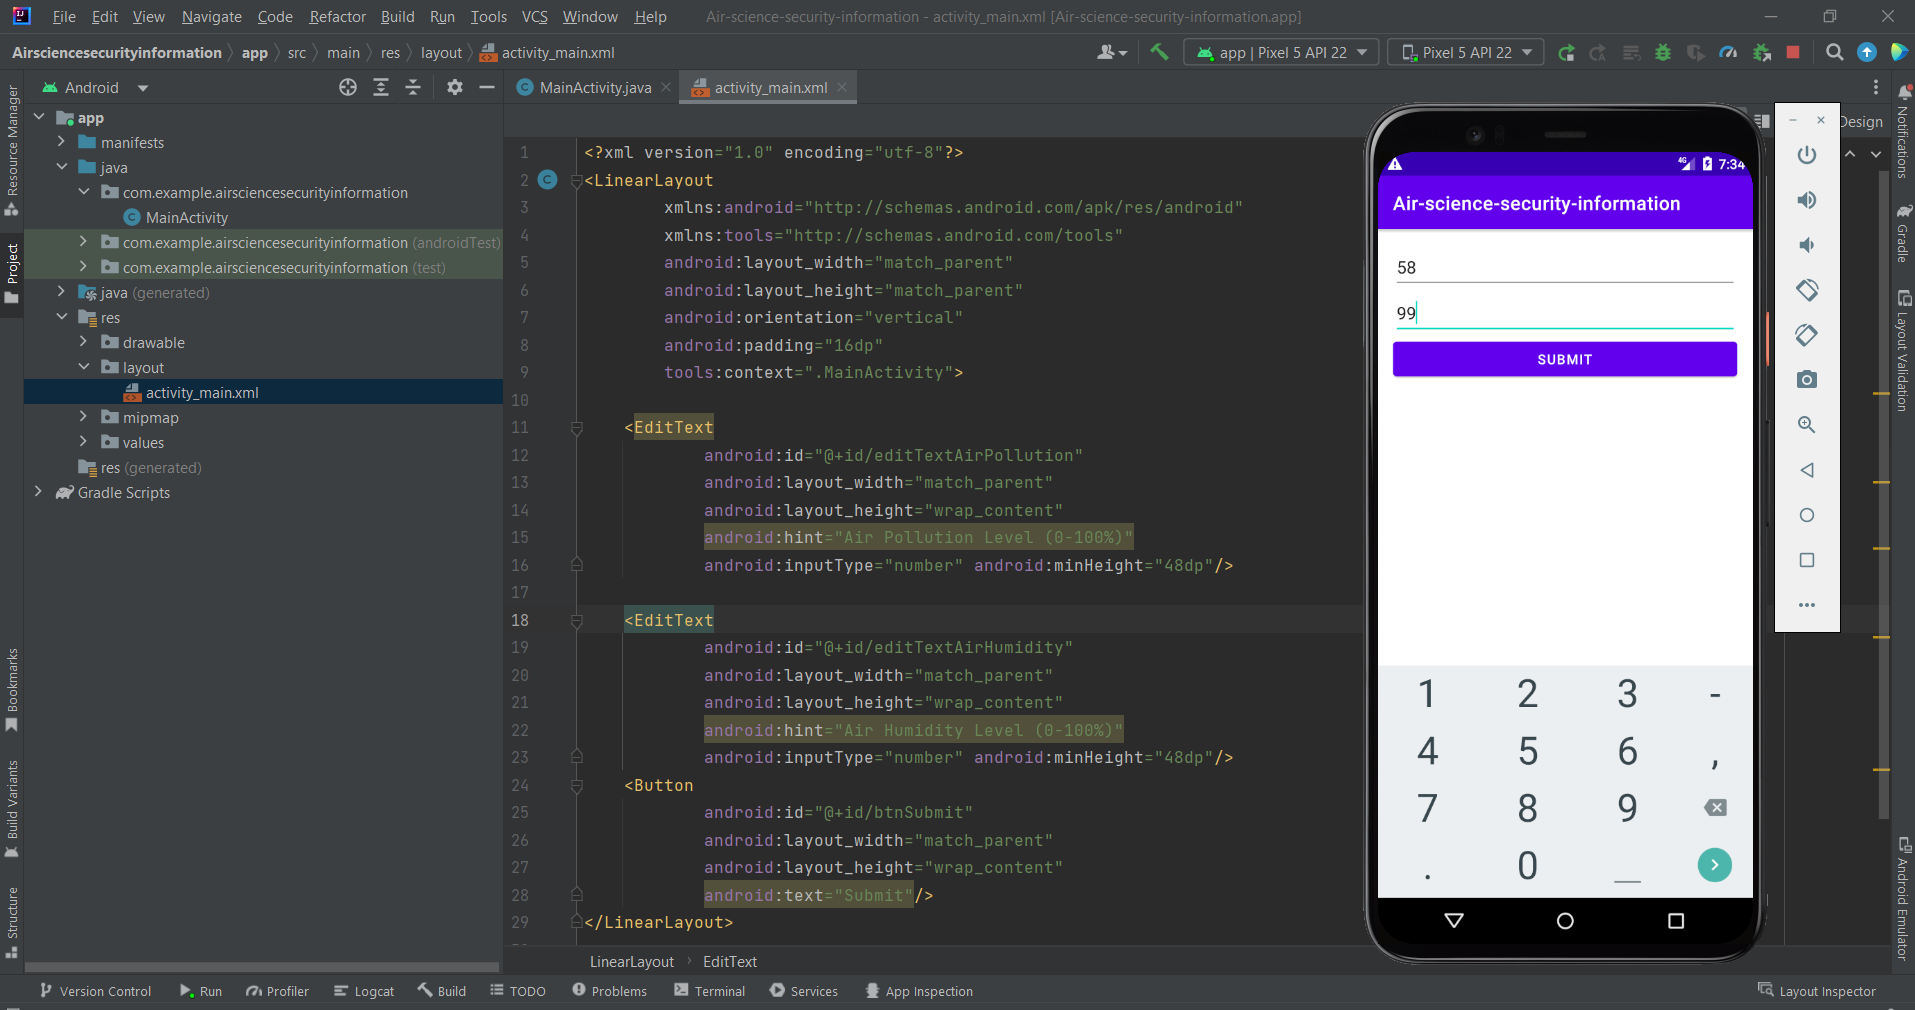 File Edit View Navigate Code Refactor Build Run Tools VCS Window Help Air-science-security-information - activity_main.xml [Air-science-security-information.app]
Airsciencesecurityinformation app src main res layout activity_main.xml app | Pixel 5 API 22 Pixel 5 API 22
Android
MainActivity.java activity_main.xml
Design
Resource Manager
Project
Bookmarks
Build Variants
Structure
app
manifests
java
com.example.airsciencesecurityinformation
MainActivity
com.example.airsciencesecurityinformation (androidTest)
com.example.airsciencesecurityinformation (test)
java (generated)
res
drawable
layout
activity_main.xml
mipmap
values
res (generated)
Gradle Scripts
1 <?xml version="1.0" encoding="utf-8"?>
2 <LinearLayout
3 xmlns:android="http://schemas.android.com/apk/res/android"
4 xmlns:tools="http://schemas.android.com/tools"
5 android:layout_width="match_parent"
6 android:layout_height="match_parent"
7 android:orientation="vertical"
8 android:padding="16dp"
9 tools:context=".MainActivity">
10
11 <EditText
12 android:id="@+id/editTextAirPollution"
13 android:layout_width="match_parent"
14 android:layout_height="wrap_content"
15 android:hint="Air Pollution Level (0-100%)"
16 android:inputType="number" android:minHeight="48dp"/>
17
18 <EditText
19 android:id="@+id/editTextAirHumidity"
20 android:layout_width="match_parent"
21 android:layout_height="wrap_content"
22 android:hint="Air Humidity Level (0-100%)"
23 android:inputType="number" android:minHeight="48dp"/>
24 <Button
25 android:id="@+id/btnSubmit"
26 android:layout_width="match_parent"
27 android:layout_height="wrap_content"
28 android:text="Submit"/>
29 </LinearLayout>
LinearLayout EditText
4G 7:34
Air-science-security-information
58
99
SUBMIT
1 2 3 -
4 5 6 ,
7 8 9
. 0 _
Notifications
Gradle
Layout Validation
Android Emulator
Version Control Run Profiler Logcat Build TODO Problems Terminal Services App Inspection Layout Inspector